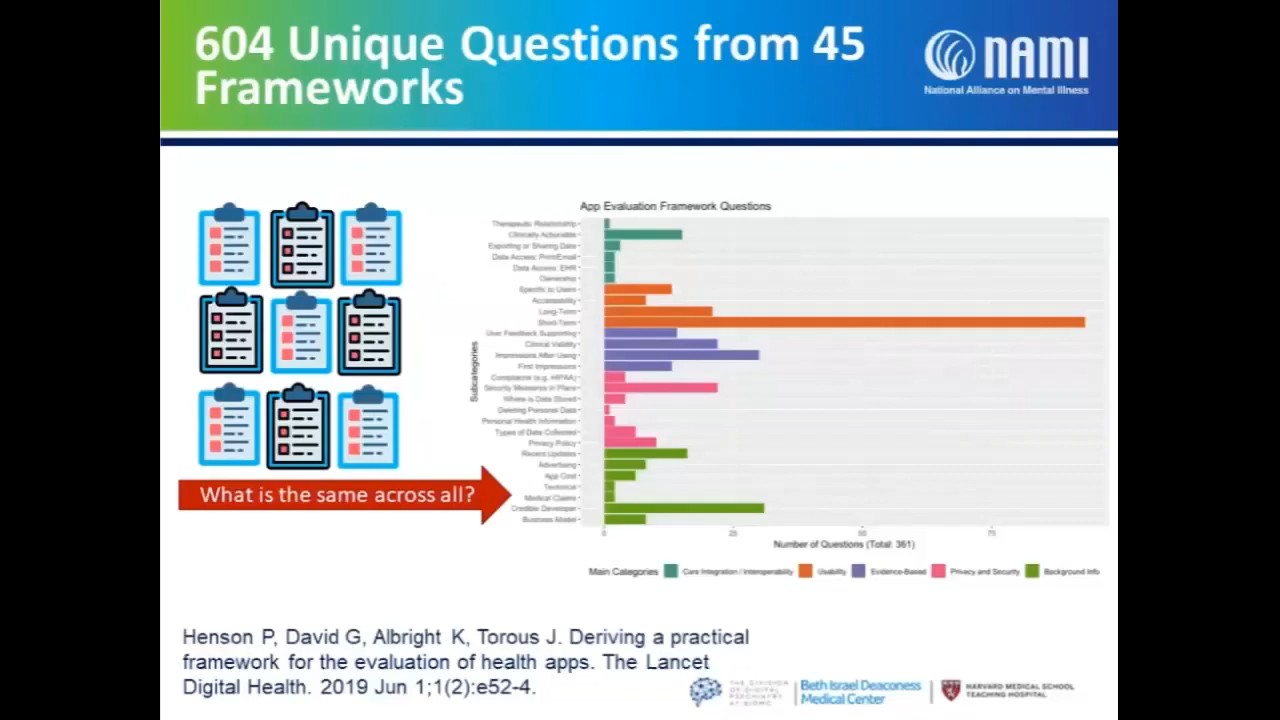 604 Unique Questions from 45
Frameworks
NAMI
National Alliance on Mental Illness
App Evaluation Framework Questions
Subcategories
Therapeutic Relationship
Clinically Actionable
Exporting or Sharing Data
Data Access: Print/Email
Data Access: EHR
Ownership
Specific to Users
Accessibility
Long-Term
Short-Term
User Feedback Supporting
Clinical Validity
Impressions After Using
First Impressions
Compliance (e.g. HIPAA)
Security Measures in Place
Where is Data Stored
Deleting Personal Data
Personal Health Information
Types of Data Collected
Privacy Policy
Recent Updates
Advertising
App Cost
Technical
Medical Claims
Credible Developer
Business Model
0 25 50 75
Number of Questions (Total: 361)
Main Categories Care Integration / Interoperability Usability Evidence-Based Privacy and Security Background Info
What is the same across all?
Henson P, David G, Albright K, Torous J. Deriving a practical
framework for the evaluation of health apps. The Lancet
Digital Health. 2019 Jun 1;1(2):e52-4.
THE DIVISION
OF DIGITAL
PSYCHIATRY
AT BIDMC
Beth Israel Deaconess
Medical Center
HARVARD MEDICAL SCHOOL
TEACHING HOSPITAL